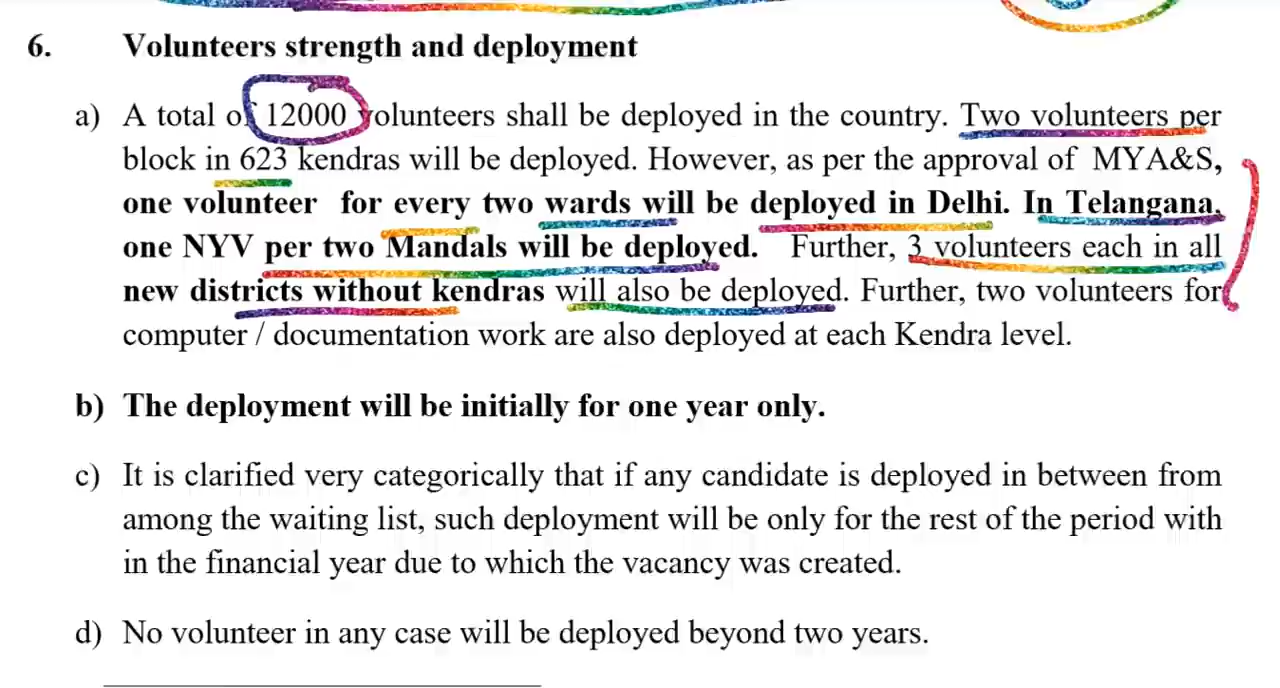 6. Volunteers strength and deployment
a) A total of 12000 volunteers shall be deployed in the country. Two volunteers per
block in 623 kendras will be deployed. However, as per the approval of MYA&S,
one volunteer for every two wards will be deployed in Delhi. In Telangana,
one NYV per two Mandals will be deployed. Further, 3 volunteers each in all
new districts without kendras will also be deployed. Further, two volunteers for
computer / documentation work are also deployed at each Kendra level.
b) The deployment will be initially for one year only.
c) It is clarified very categorically that if any candidate is deployed in between from
among the waiting list, such deployment will be only for the rest of the period with
in the financial year due to which the vacancy was created.
d) No volunteer in any case will be deployed beyond two years.